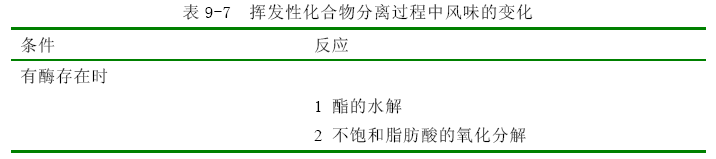 表 9-7 挥发性化合物分离过程中风味的变化
条件 反应
有酶存在时
1 酯的水解
2 不饱和脂肪酸的氧化分解